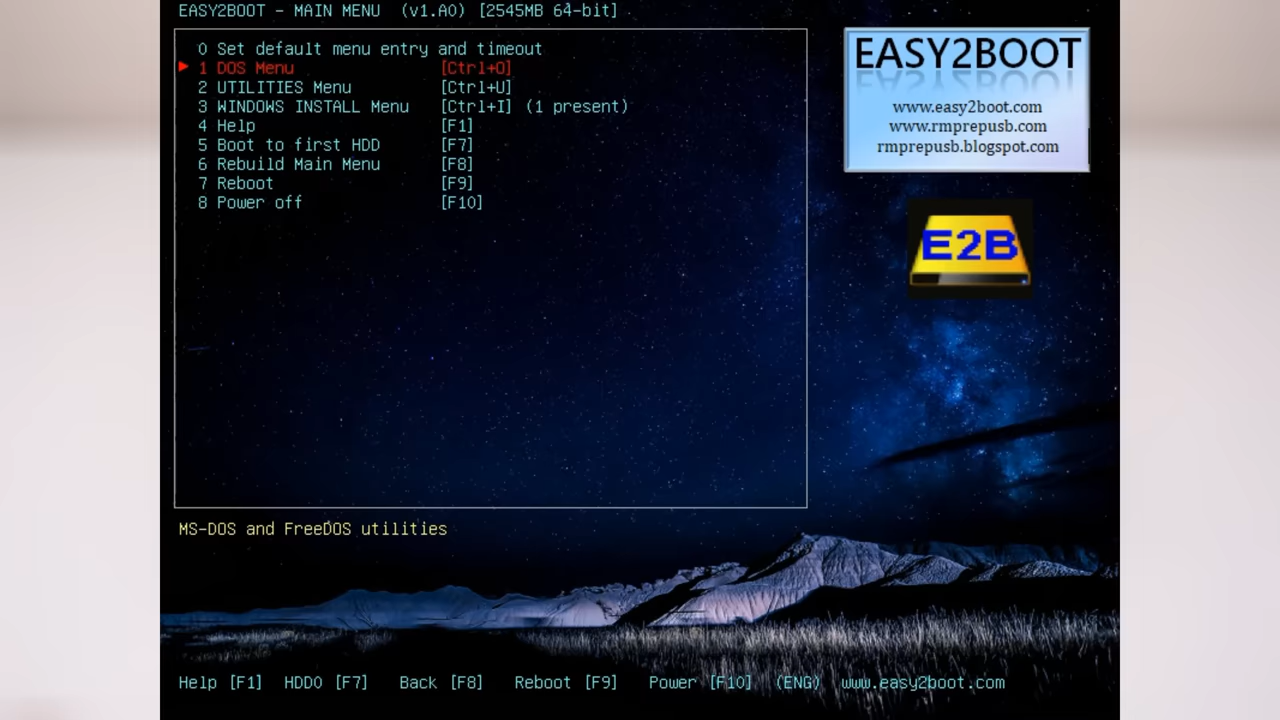 EASY2BOOT - MAIN MENU (v1.A0) [2545MB 64-bit]
0 Set default menu entry and timeout
1 DOS Menu [Ctrl+O]
2 UTILITIES Menu [Ctrl+U]
3 WINDOWS INSTALL Menu [Ctrl+I] (1 present)
4 Help [F1]
5 Boot to first HDD [F7]
6 Rebuild Main Menu [F8]
7 Reboot [F9]
8 Power off [F10]
EASY2BOOT
www.easy2boot.com
www.rmprepusb.com
rmprepusb.blogspot.com
E2B
MS-DOS and FreeDOS utilities
Help [F1] HDD0 [F7] Back [F8] Reboot [F9] Power [F10] (ENG) www.easy2boot.com